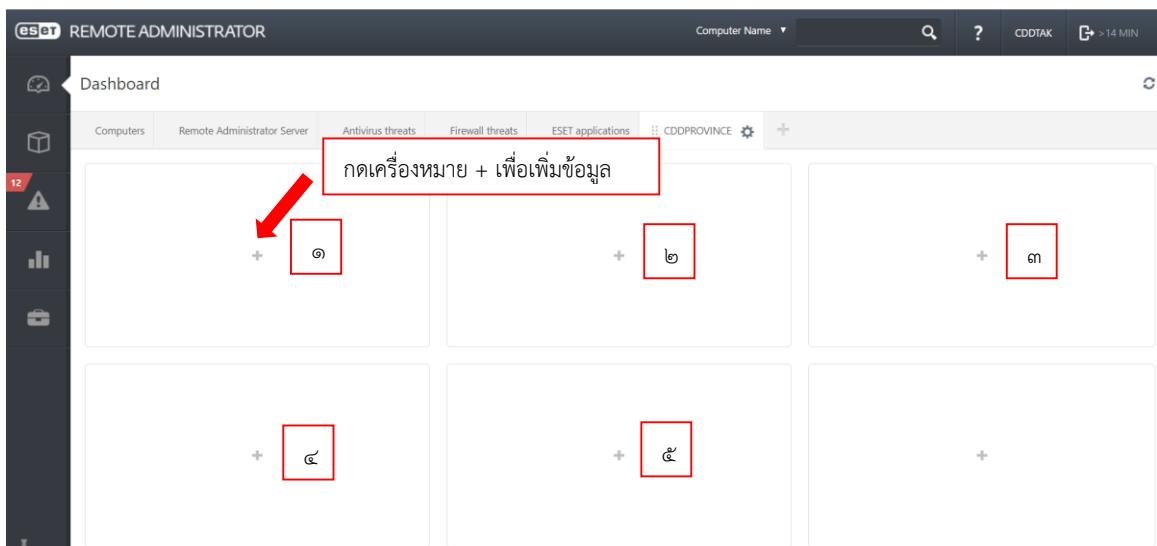 eset REMOTE ADMINISTRATOR Computer Name ▼ ? CDDTAK > 14 MIN
Dashboard
Computers Remote Administrator Server Antivirus threats Firewall threats ESET applications CDDPROVINCE +
กดเครื่องหมาย + เพื่อเพิ่มข้อมูล
12
+ ๑ + ๒ + ๓
+ ๔ + ๕ +